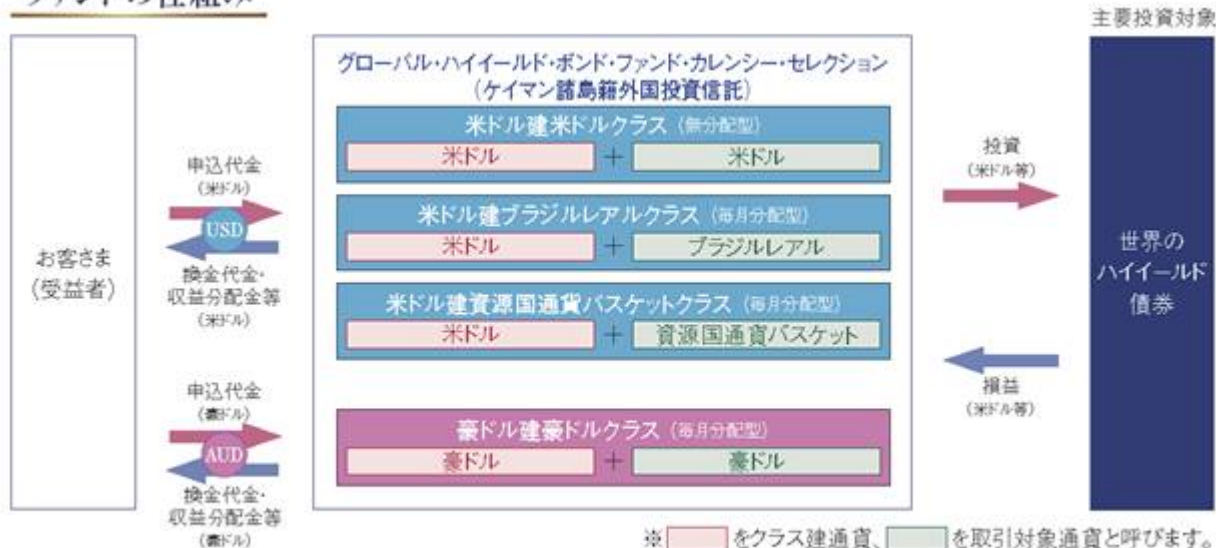 ファンドの仕組み
主要投資対象
お客さま
(受益者)
申込代金
(米ドル)
USD
換金代金・
収益分配金等
(米ドル)
申込代金
(豪ドル)
AUD
換金代金・
収益分配金等
(豪ドル)
グローバル・ハイイールド・ボンド・ファンド・カレンシー・セレクション
(ケイマン諸島籍外国投資信託)
米ドル建米ドルクラス (無分配型)
米ドル + 米ドル
米ドル建ブラジルレアルクラス (毎月分配型)
米ドル + ブラジルレアル
米ドル建資源国通貨バスケットクラス (毎月分配型)
米ドル + 資源国通貨バスケット
豪ドル建豪ドルクラス (毎月分配型)
豪ドル + 豪ドル
投資
(米ドル等)
損益
(米ドル等)
世界の
ハイイールド
債券
※ をクラス建通貨、 を取引対象通貨と呼びます。